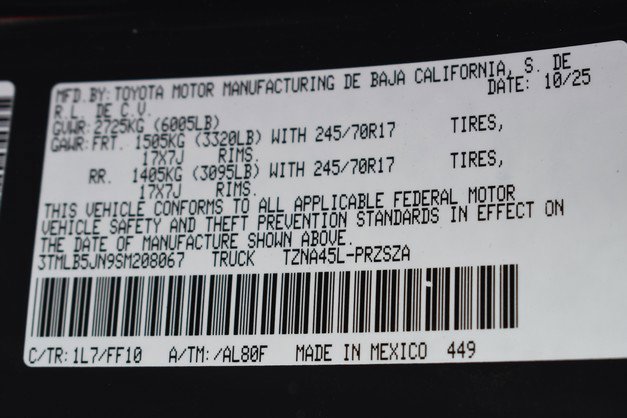 MFD.BY:TOYOTA MOTOR MANUFACTURING DE BAJA CALIFORNIA, S. DE
R.L. DE C.V. DATE: 10/25
GVWR:2725KG (6005LB)
GAWR:FRT. 1505KG (3320LB) WITH 245/70R17 TIRES,
17X7J RIMS.
RR. 1405KG (3095LB) WITH 245/70R17 TIRES,
17X7J RIMS.
THIS VEHICLE CONFORMS TO ALL APPLICABLE FEDERAL MOTOR
VEHICLE SAFETY AND THEFT PREVENTION STANDARDS IN EFFECT ON
THE DATE OF MANUFACTURE SHOWN ABOVE.
3TMLB5JN9SM208067 TRUCK TZNA45L-PRZSZA
C/TR:1L7/FF10 A/TM:/AL80F MADE IN MEXICO 449